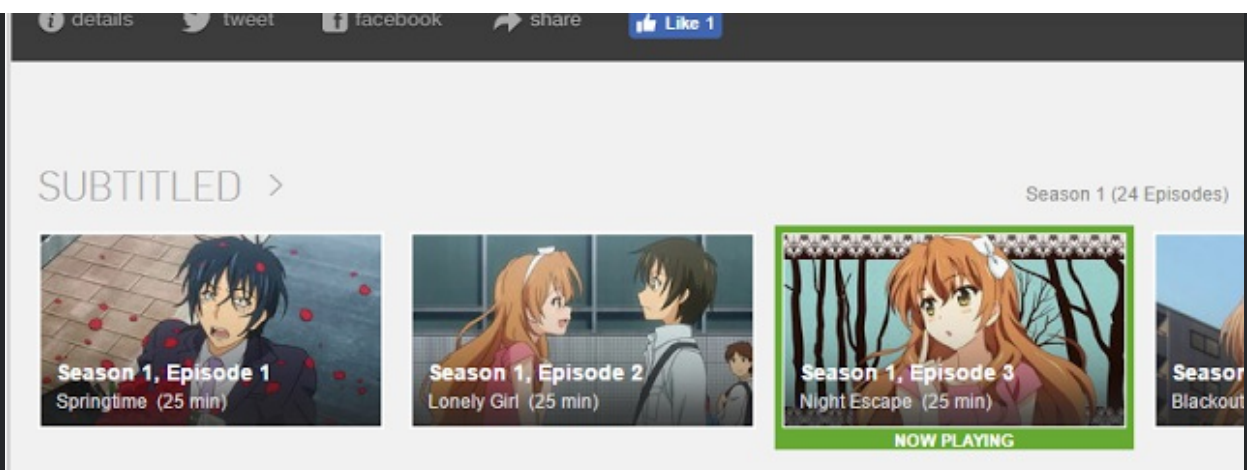 details tweet facebook share Like 1
SUBTITLED >
Season 1 (24 Episodes)
Season 1, Episode 1
Springtime (25 min)
Season 1, Episode 2
Lonely Girl (25 min)
Season 1, Episode 3
Night Escape (25 min)
NOW PLAYING
Season
Blackout